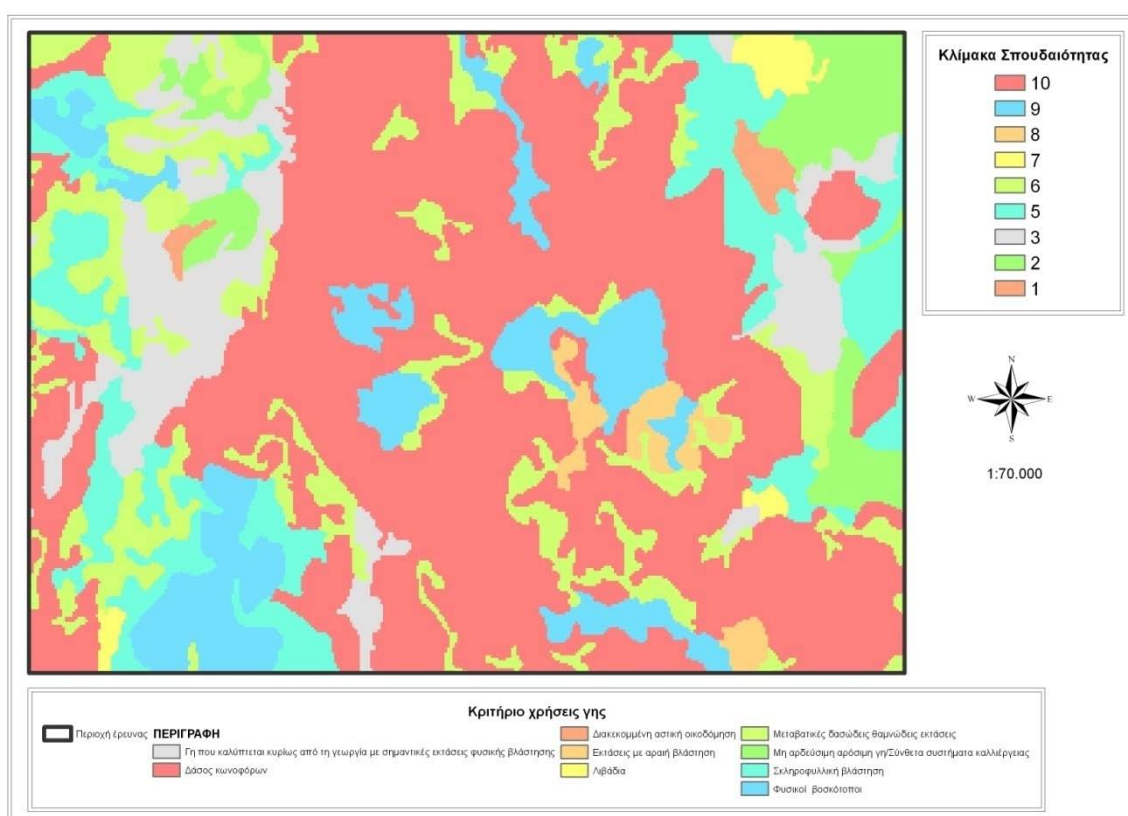 Κλίμακα Σπουδαιότητας
10
9
8
7
6
5
3
2
1
N
W E
S
1:70.000
Κριτήριο χρήσεις γης
Περιοχή έρευνας ΠΕΡΙΓΡΑΦΗ
Γη που καλύπτεται κυρίως από τη γεωργία με σημαντικές εκτάσεις φυσικής βλάστησης
Δάσος κωνοφόρων
Διακεκομμένη αστική οικοδόμηση
Εκτάσεις με αραιή βλάστηση
Λιβάδια
Μεταβατικές δασώδεις θαμνώδεις εκτάσεις
Μη αρδεύσιμη αρόσιμη γη/Σύνθετα συστήματα καλλιέργειας
Σκληροφυλλική βλάστηση
Φυσικοί βοσκότοποι